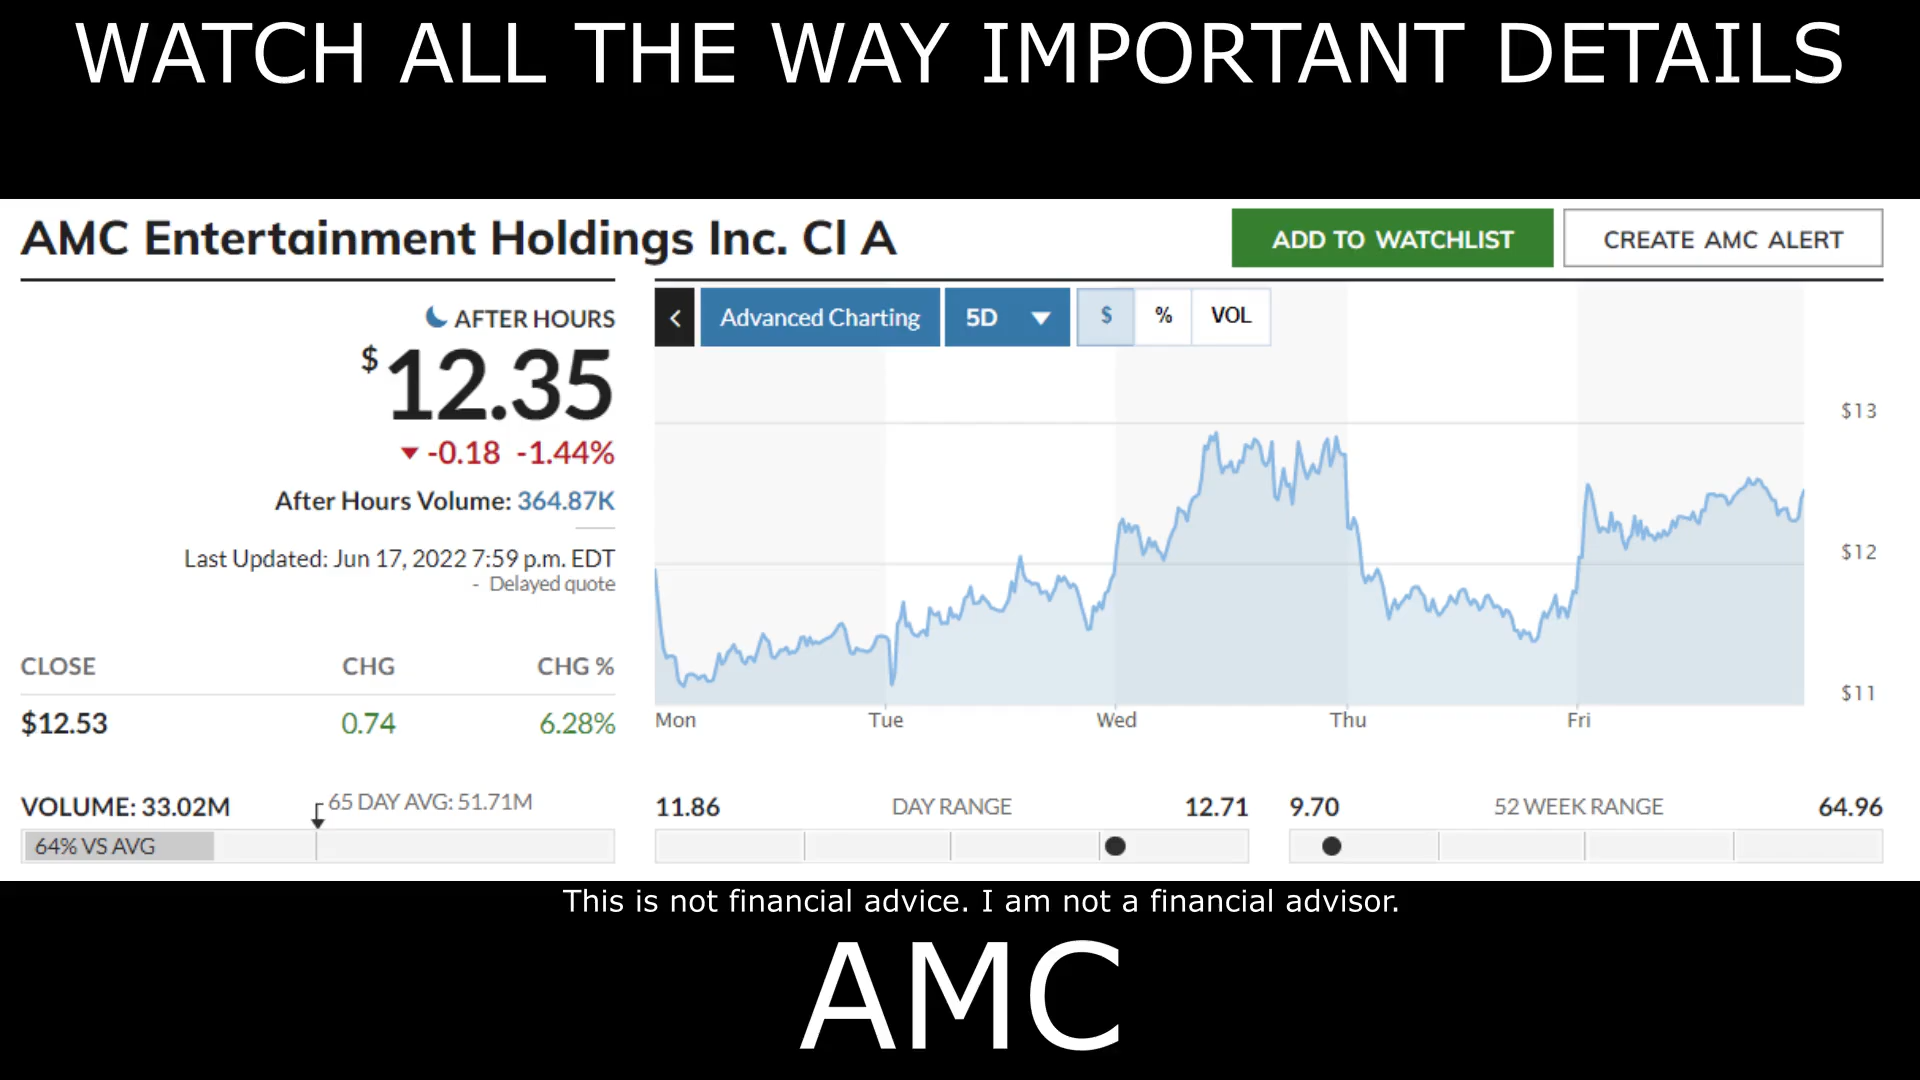 WATCH ALL THE WAY IMPORTANT DETAILS
AMC Entertainment Holdings Inc. Cl A
ADD TO WATCHLIST
CREATE AMC ALERT
AFTER HOURS
$12.35
-0.18 -1.44%
After Hours Volume: 364.87K
Last Updated: Jun 17, 2022 7:59 p.m. EDT
- Delayed quote
CLOSE CHG CHG %
$12.53 0.74 6.28%
VOLUME: 33.02M
65 DAY AVG: 51.71M
64% VS AVG
< Advanced Charting 5D $ % VOL
$13
$12
$11
Mon Tue Wed Thu Fri
11.86 DAY RANGE 12.71
9.70 52 WEEK RANGE 64.96
This is not financial advice. I am not a financial advisor.
AMC